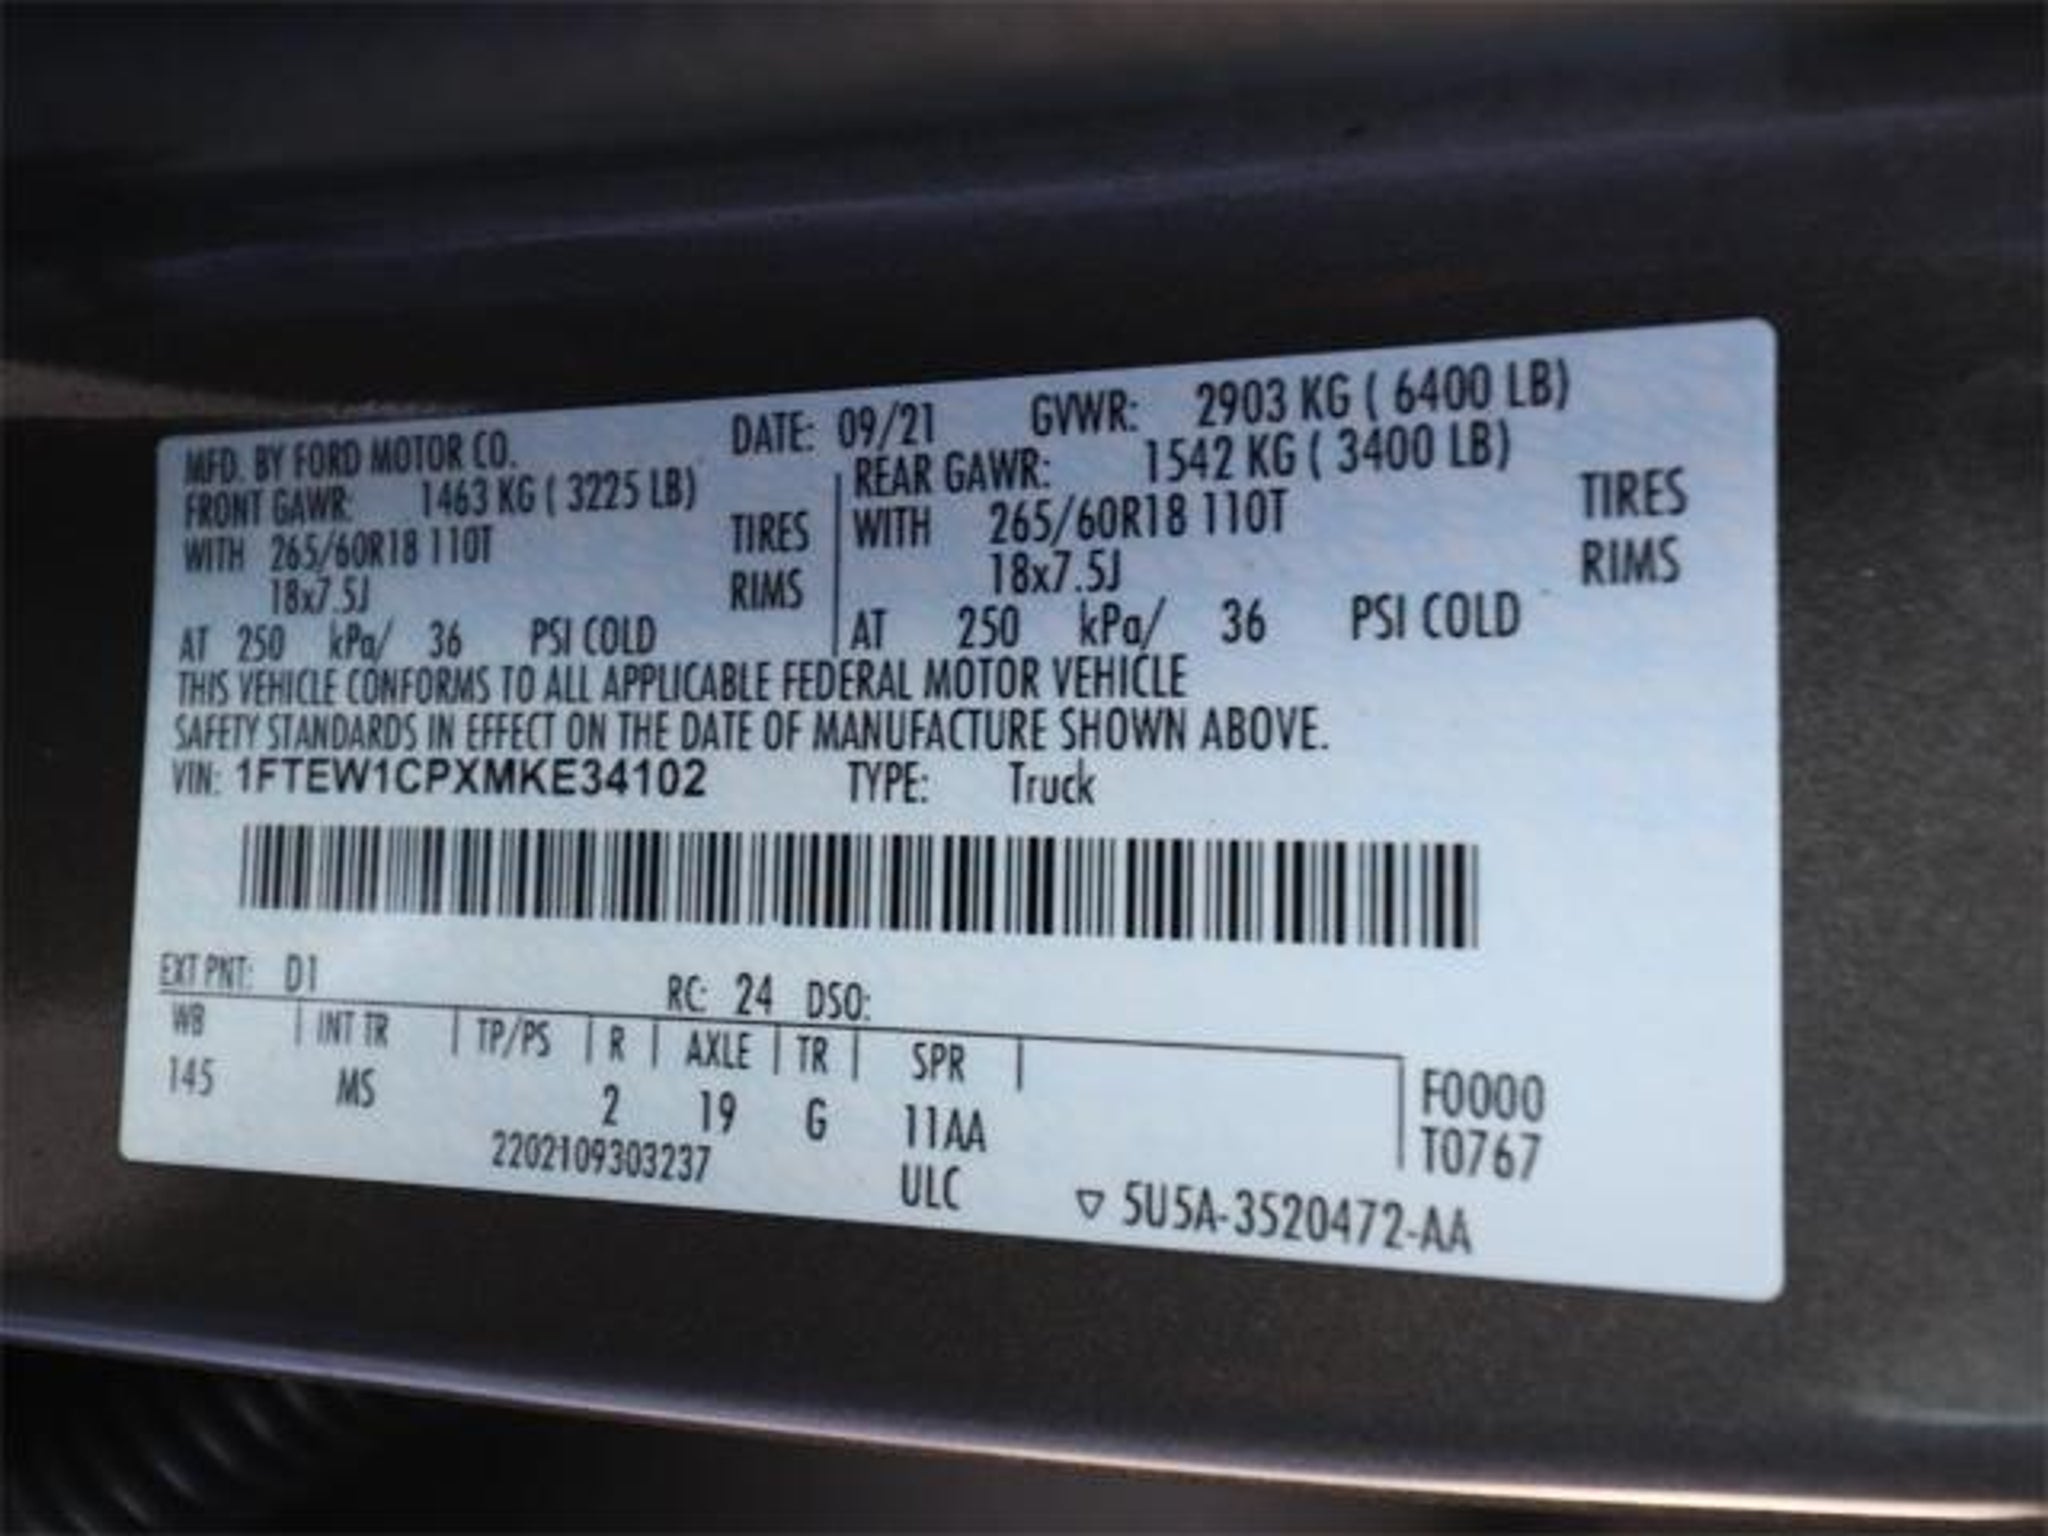 MFD. BY FORD MOTOR CO. DATE: 09/21 GVWR: 2903 KG ( 6400 LB)
FRONT GAWR: 1463 KG ( 3225 LB) REAR GAWR: 1542 KG ( 3400 LB)
WITH 265/60R18 110T TIRES WITH 265/60R18 110T TIRES
18x7.5J RIMS 18x7.5J RIMS
AT 250 kPa/ 36 PSI COLD AT 250 kPa/ 36 PSI COLD
THIS VEHICLE CONFORMS TO ALL APPLICABLE FEDERAL MOTOR VEHICLE
SAFETY STANDARDS IN EFFECT ON THE DATE OF MANUFACTURE SHOWN ABOVE.
VIN: 1FTEW1CPXMKE34102 TYPE: Truck
EXT PNT: D1 RC: 24 DSO:
WB INT TR TP/PS R AXLE TR SPR F0000
145 MS 2 19 G 11AA T0767
2202109303237 ULC ▽ 5U5A-3520472-AA